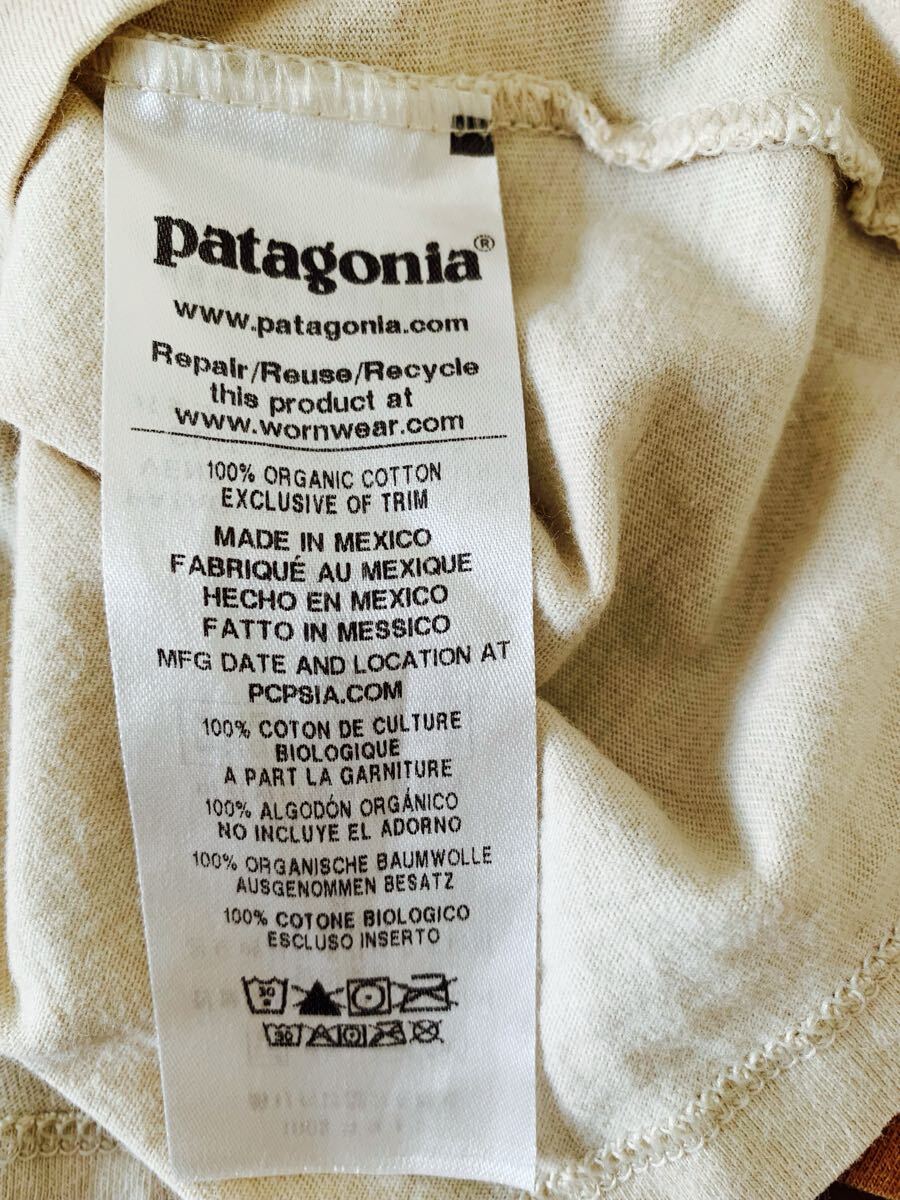 patagonia®
www.patagonia.com
Repair/Reuse/Recycle
this product at
www.wornwear.com
100% ORGANIC COTTON
EXCLUSIVE OF TRIM
MADE IN MEXICO
FABRIQUÉ AU MEXIQUE
HECHO EN MEXICO
FATTO IN MESSICO
MFG DATE AND LOCATION AT
PCPSIA.COM
100% COTON DE CULTURE
BIOLOGIQUE
A PART LA GARNITURE
100% ALGODÓN ORGÁNICO
NO INCLUYE EL ADORNO
100% ORGANISCHE BAUMWOLLE
AUSGENOMMEN BESATZ
100% COTONE BIOLOGICO
ESCLUSO INSERTO
30
30